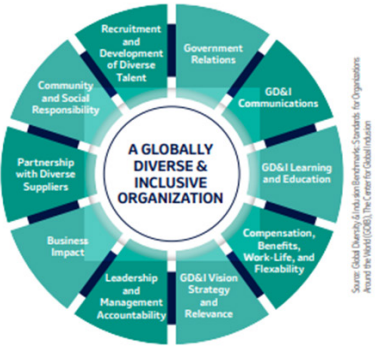 Recruitment
and
Development
of Diverse
Talent
Government
Relations
GD&I
Communications
GD&I Learning
and Education
Compensation,
Benefits,
Work-Life, and
Flexability
GD&I Vision
Strategy
and
Relevance
Leadership
and
Management
Accountability
Business
Impact
Partnership
with Diverse
Suppliers
Community
and Social
Responsibility
A GLOBALLY
DIVERSE &
INCLUSIVE
ORGANIZATION
Source: Global Diversity & Inclusion Benchmarks: Standards for Organizations
Around the World (GDIB), The Center for Global Inclusion